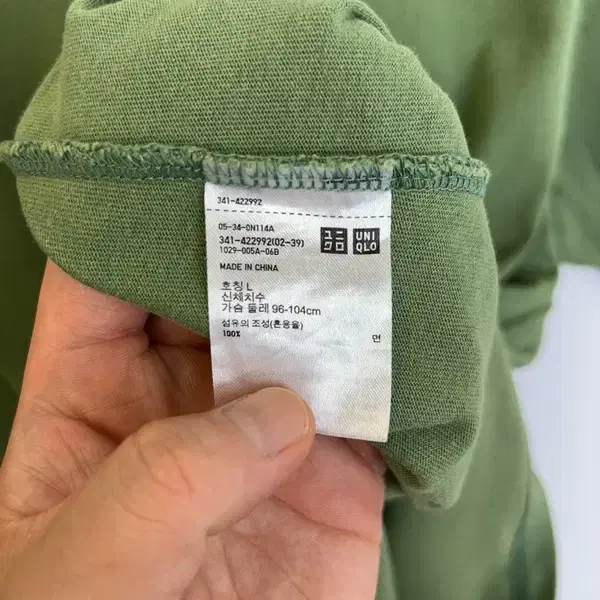 341-422992
05-34-0N114A
341-422992(02-39)
1029-005A-06B
ユニクロ
UNIQLO
MADE IN CHINA
호칭 L
신체치수
가슴 둘레 96-104cm
섬유의 조성(혼용율)
100% 면